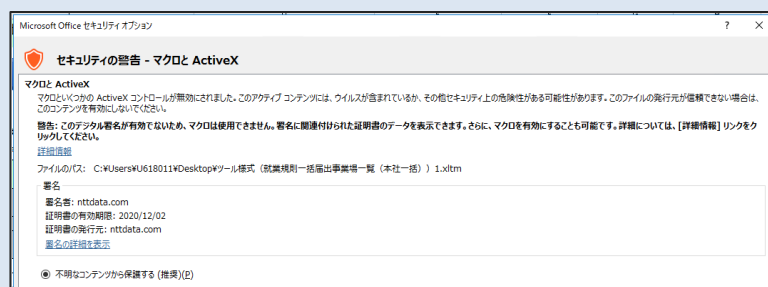 Microsoft Office セキュリティ オプション
? ×
セキュリティの警告 - マクロと ActiveX
マクロと ActiveX
マクロといくつかの ActiveX コントロールが無効にされました。このアクティブ コンテンツには、ウイルスが含まれているか、その他セキュリティ上の危険性がある可能性があります。このファイルの発行元が信頼できない場合は、
このコンテンツを有効にしないでください。
警告: このデジタル署名が有効でないため、マクロは使用できません。署名に関連付けられた証明書のデータを表示できます。さらに、マクロを有効にすることも可能です。詳細については、[詳細情報] リンクをク
リックしてください。
詳細情報
ファイルのパス: C:¥Users¥U618011¥Desktop¥ツール様式（就業規則一括届出事業場一覧（本社一括））1.xltm
署名
署名者: nttdata.com
証明書の有効期限: 2020/12/02
証明書の発行元: nttdata.com
署名の詳細を表示
不明なコンテンツから保護する (推奨)(P)